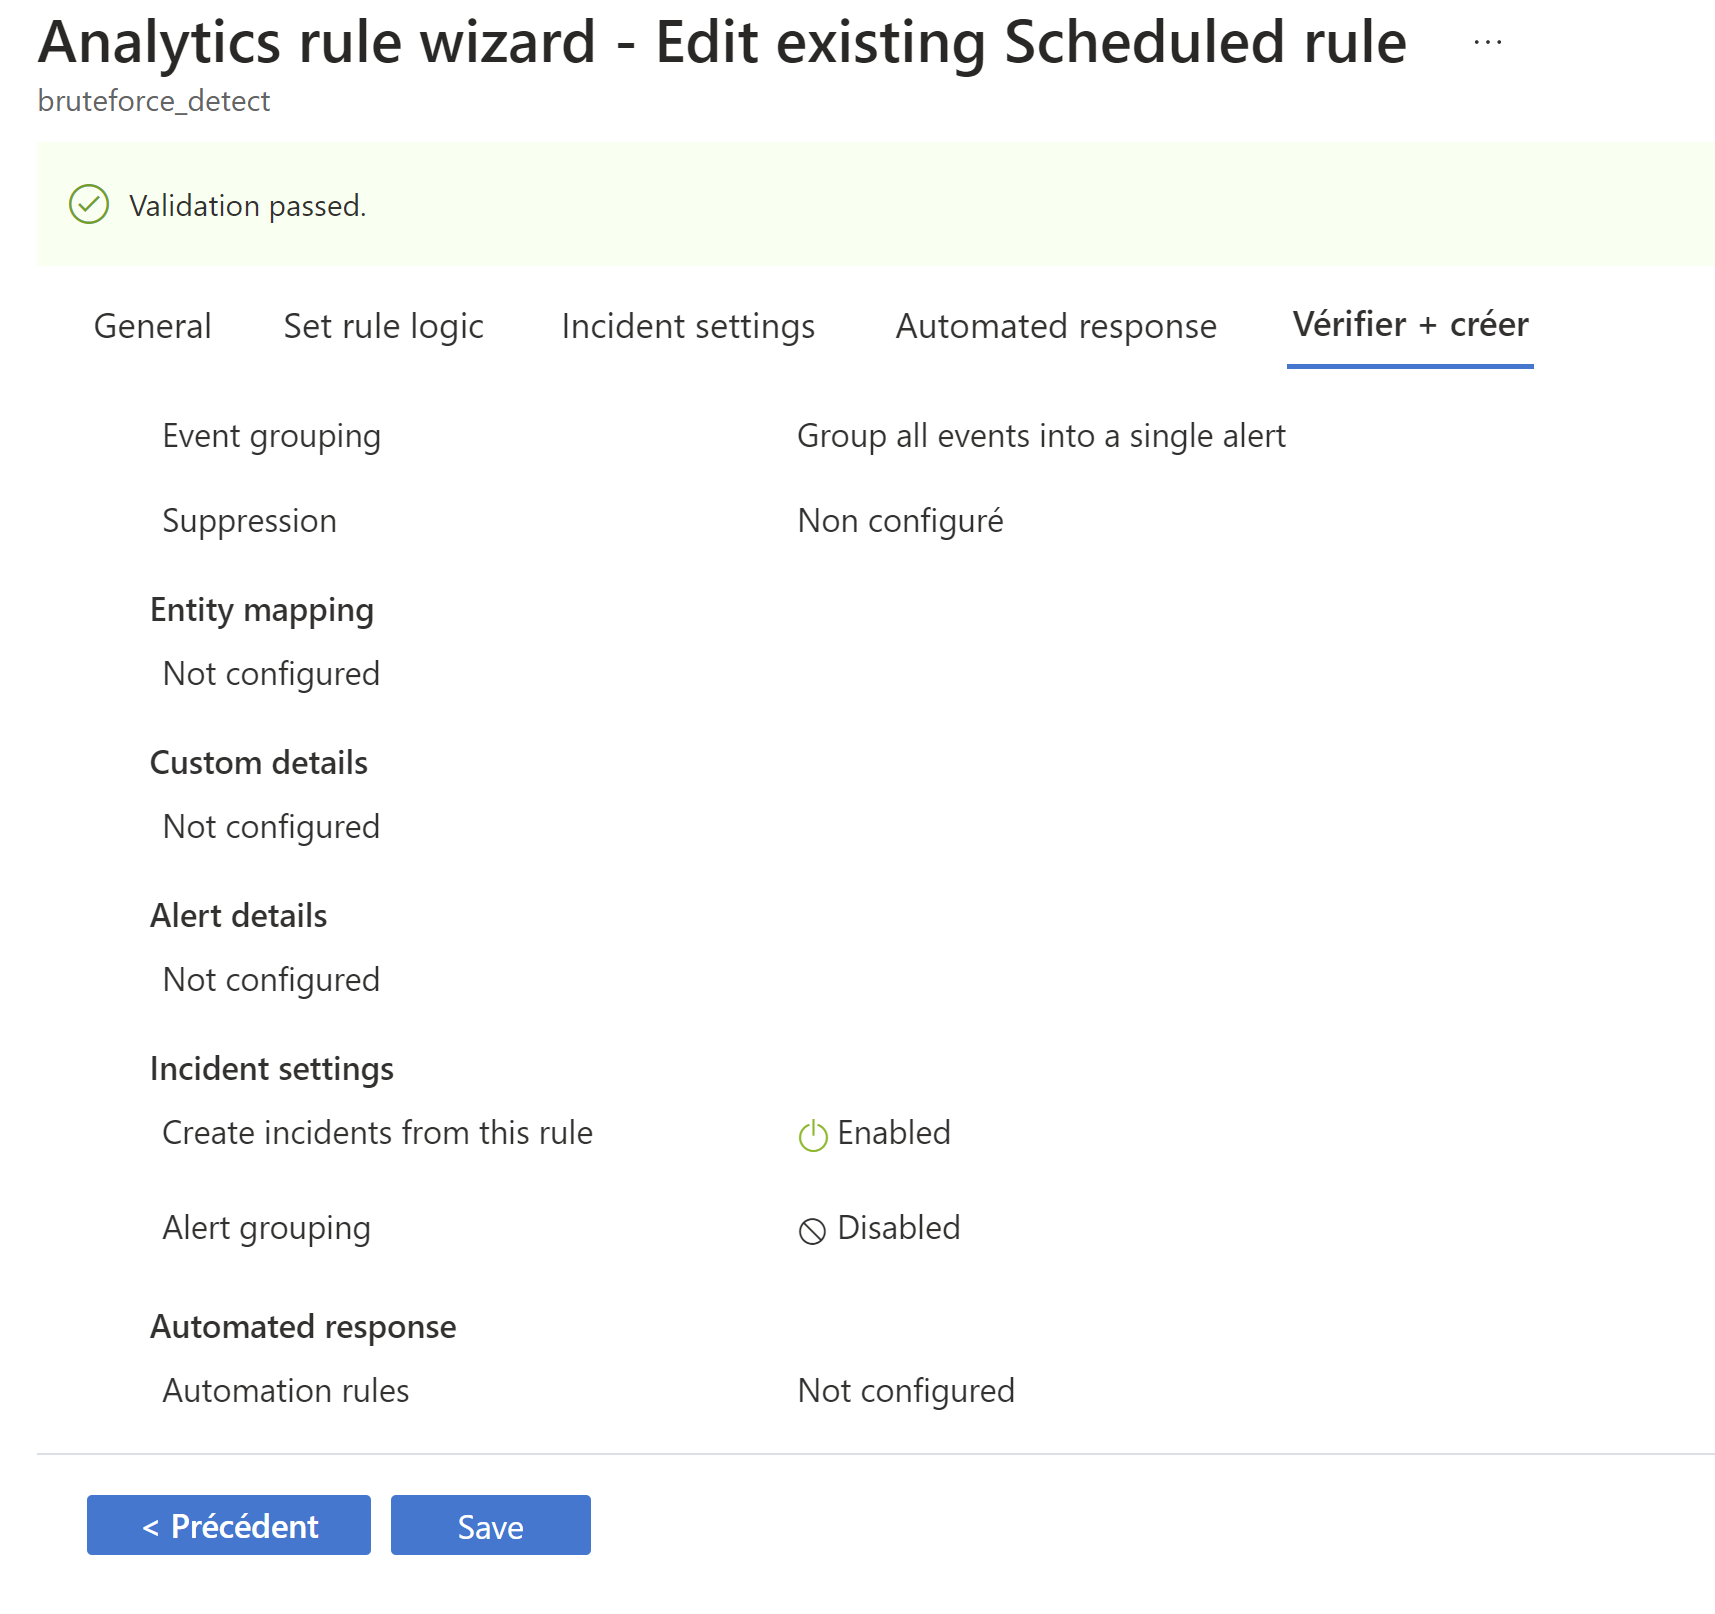 Analytics rule wizard - Edit existing Scheduled rule ...
bruteforce_detect
Validation passed.
General Set rule logic Incident settings Automated response Vérifier + créer
Event grouping Group all events into a single alert
Suppression Non configuré
Entity mapping
Not configured
Custom details
Not configured
Alert details
Not configured
Incident settings
Create incidents from this rule Enabled
Alert grouping Disabled
Automated response
Automation rules Not configured
< Précédent Save